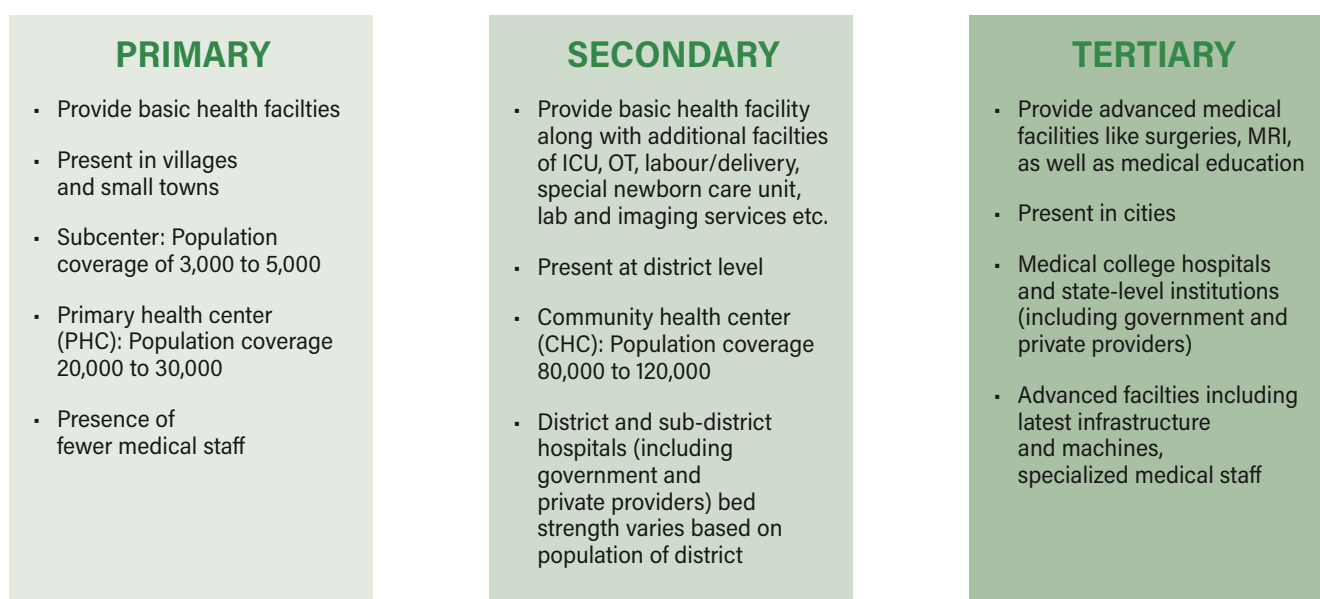 PRIMARY
· Provide basic health facilties
· Present in villages
and small towns
· Subcenter: Population
coverage of 3,000 to 5,000
· Primary health center
(PHC): Population coverage
20,000 to 30,000
· Presence of
fewer medical staff
SECONDARY
· Provide basic health facility
along with additional facilties
of ICU, OT, labour/delivery,
special newborn care unit,
lab and imaging services etc.
· Present at district level
· Community health center
(CHC): Population coverage
80,000 to 120,000
· District and sub-district
hospitals (including
government and
private providers) bed
strength varies based on
population of district
TERTIARY
· Provide advanced medical
facilities like surgeries, MRI,
as well as medical education
· Present in cities
· Medical college hospitals
and state-level institutions
(including government and
private providers)
· Advanced facilties including
latest infrastructure
and machines,
specialized medical staff